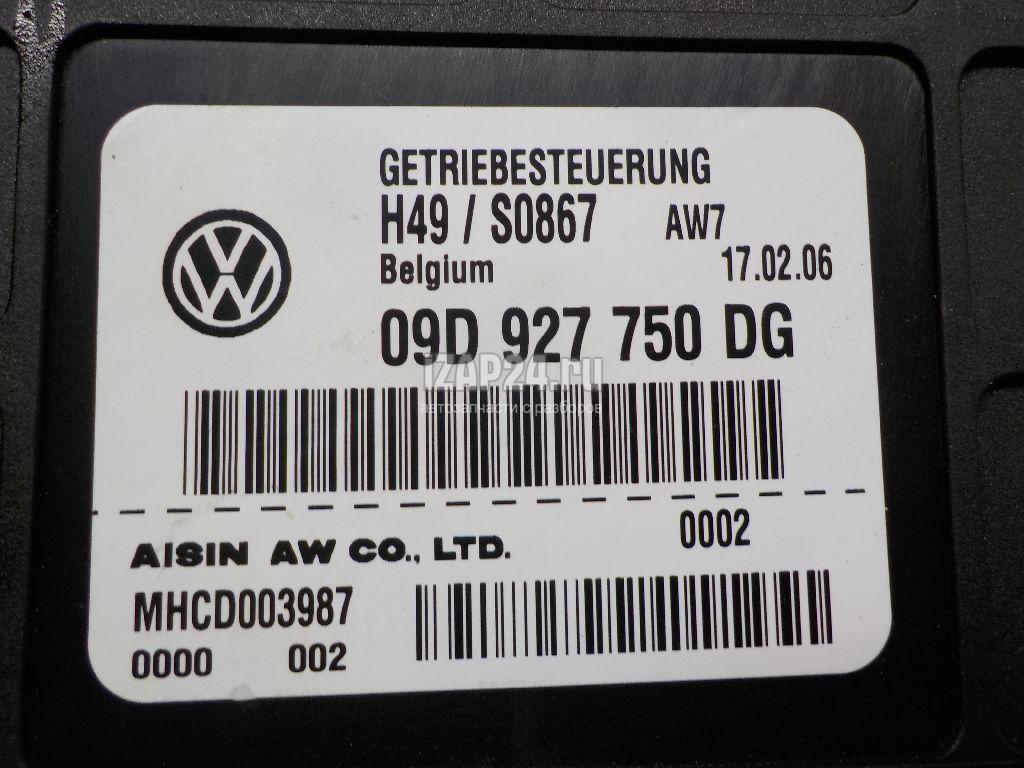 GETRIEBESTEUERUNG
H49 / S0867 AW7
Belgium 17.02.06
09D 927 750 DG
iZAP24.ru
автозапчасти с разборов
0002
AISIN AW CO., LTD.
MHCD003987
0000 002